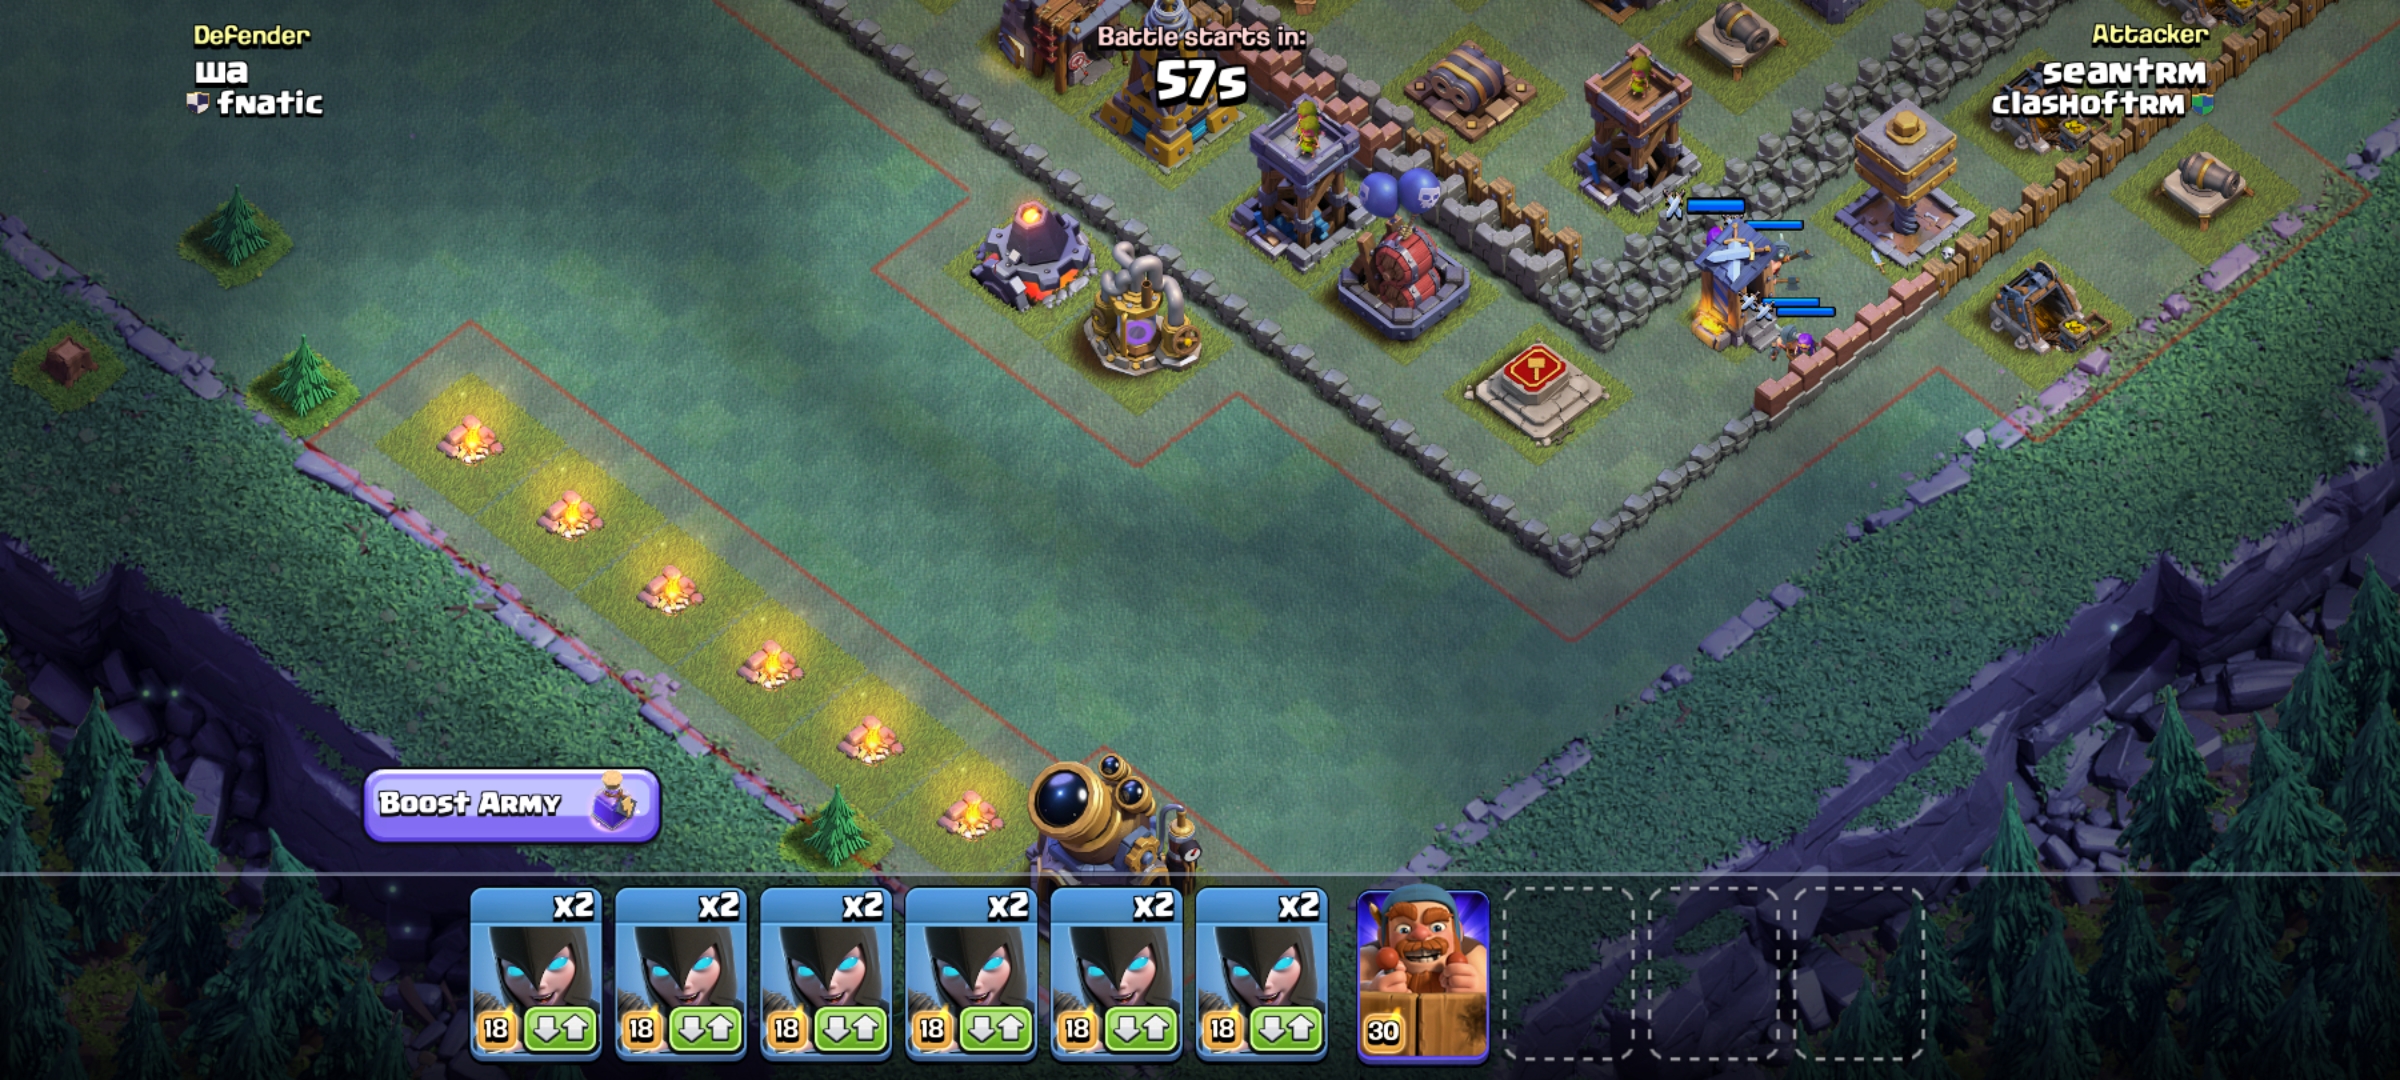 Defender
wa
fnatic
Battle starts in:
57s
Attacker
seantRM
clashoftRM
Boost Army
x2
x2
x2
x2
x2
x2
18
18
18
18
18
18
30